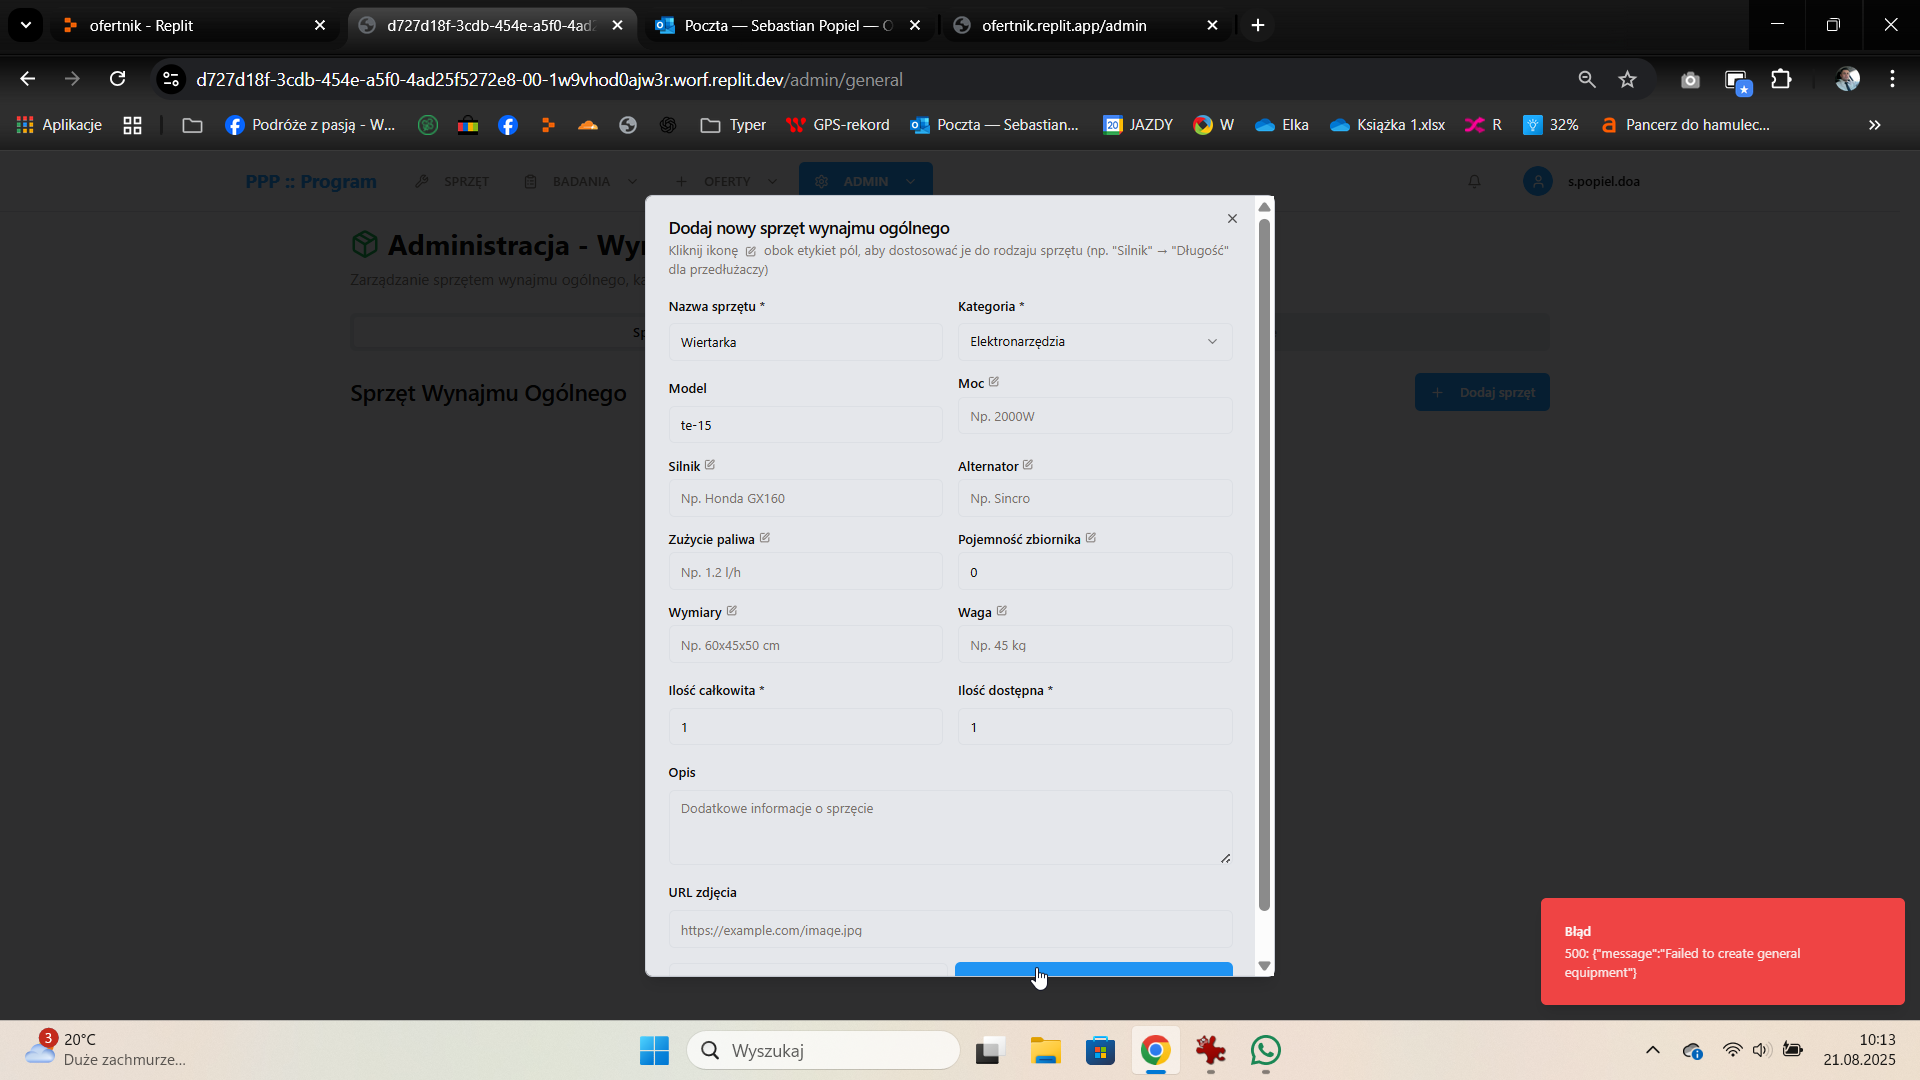 ofertnik - Replit
d727d18f-3cdb-454e-a5f0-4ad2
Poczta — Sebastian Popiel — O
ofertnik.replit.app/admin
d727d18f-3cdb-454e-a5f0-4ad25f5272e8-00-1w9vhod0ajw3r.worf.replit.dev/admin/general
Aplikacje
Podróże z pasją - W...
Typer
GPS-rekord
Poczta — Sebastian...
20 JAZDY
W
Elka
Książka 1.xlsx
R
32%
Pancerz do hamulec...
PPP :: Program
SPRZĘT
BADANIA
OFERTY
ADMIN
s.popiel.doa
Administracja - Wy
Zarządzanie sprzętem wynajmu ogólnego, ka
Sp
Sprzęt Wynajmu Ogólnego
Dodaj sprzęt
Dodaj nowy sprzęt wynajmu ogólnego
Kliknij ikonę obok etykiet pól, aby dostosować je do rodzaju sprzętu (np. "Silnik" → "Długość"
dla przedłużaczy)
Nazwa sprzętu *
Kategoria *
Wiertarka
Elektronarzędzia
Model
Moc
te-15
Np. 2000W
Silnik
Alternator
Np. Honda GX160
Np. Sincro
Zużycie paliwa
Pojemność zbiornika
Np. 1.2 l/h
0
Wymiary
Waga
Np. 60x45x50 cm
Np. 45 kg
Ilość całkowita *
Ilość dostępna *
1
1
Opis
Dodatkowe informacje o sprzęcie
URL zdjęcia
https://example.com/image.jpg
Błąd
500: {"message":"Failed to create general
equipment"}
3
20°C
Duże zachmurze...
Wyszukaj
10:13
21.08.2025